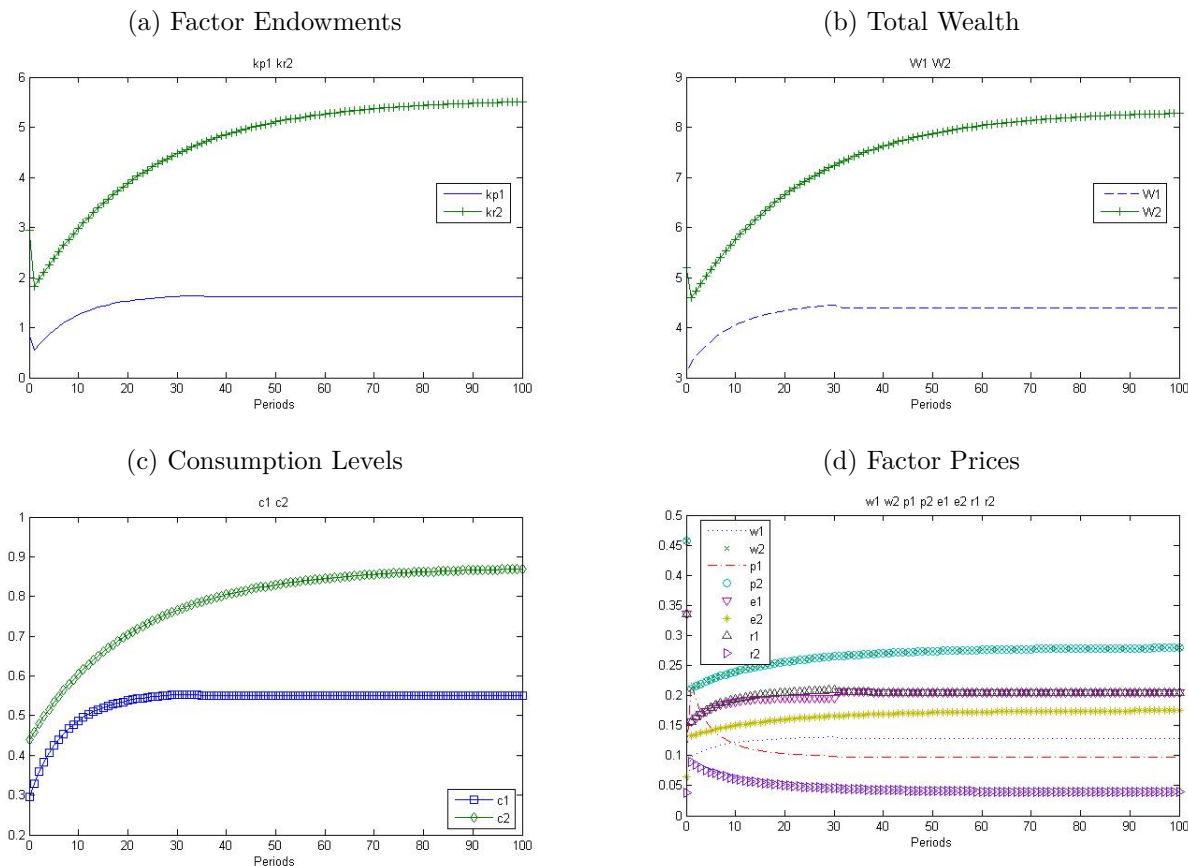 (a) Factor Endowments
kp1 kr2
6
5
4
3
2
1
0
kp1
kr2
0 10 20 30 40 50 60 70 80 90 100
Periods
(b) Total Wealth
W1 W2
9
8
7
6
5
4
3
W1
W2
0 10 20 30 40 50 60 70 80 90 100
Periods
(c) Consumption Levels
c1 c2
1
0.9
0.8
0.7
0.6
0.5
0.4
0.3
0.2
c1
c2
0 10 20 30 40 50 60 70 80 90 100
Periods
(d) Factor Prices
w1 w2 p1 p2 e1 e2 r1 r2
0.5
0.45
0.4
0.35
0.3
0.25
0.2
0.15
0.1
0.05
0
w1
w2
p1
p2
e1
e2
r1
r2
0 10 20 30 40 50 60 70 80 90 100
Periods